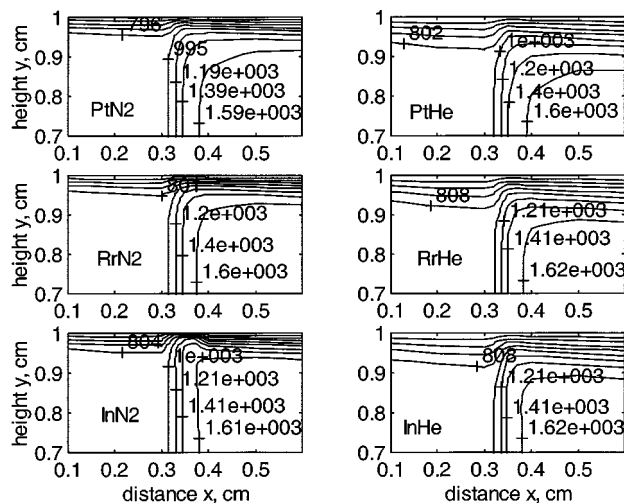 height y, cm
1
0.9
0.8
0.7
796
995
1.19e+003
1.39e+003
1.59e+003
PtN2
0.1 0.2 0.3 0.4 0.5
1
0.9
0.8
0.7
802
1e+003
1.2e+003
1.4e+003
1.6e+003
PtHe
0.1 0.2 0.3 0.4 0.5
height y, cm
1
0.9
0.8
0.7
801
1.2e+003
1.4e+003
1.6e+003
RrN2
0.1 0.2 0.3 0.4 0.5
height y, cm
1
0.9
0.8
0.7
808
1.21e+003
1.41e+003
1.62e+003
RrHe
0.1 0.2 0.3 0.4 0.5
height y, cm
1
0.9
0.8
0.7
804
1e+003
1.21e+003
1.41e+003
1.61e+003
InN2
0.1 0.2 0.3 0.4 0.5
distance x, cm
height y, cm
1
0.9
0.8
0.7
808
1.21e+003
1.41e+003
1.62e+003
InHe
0.1 0.2 0.3 0.4 0.5
distance x, cm